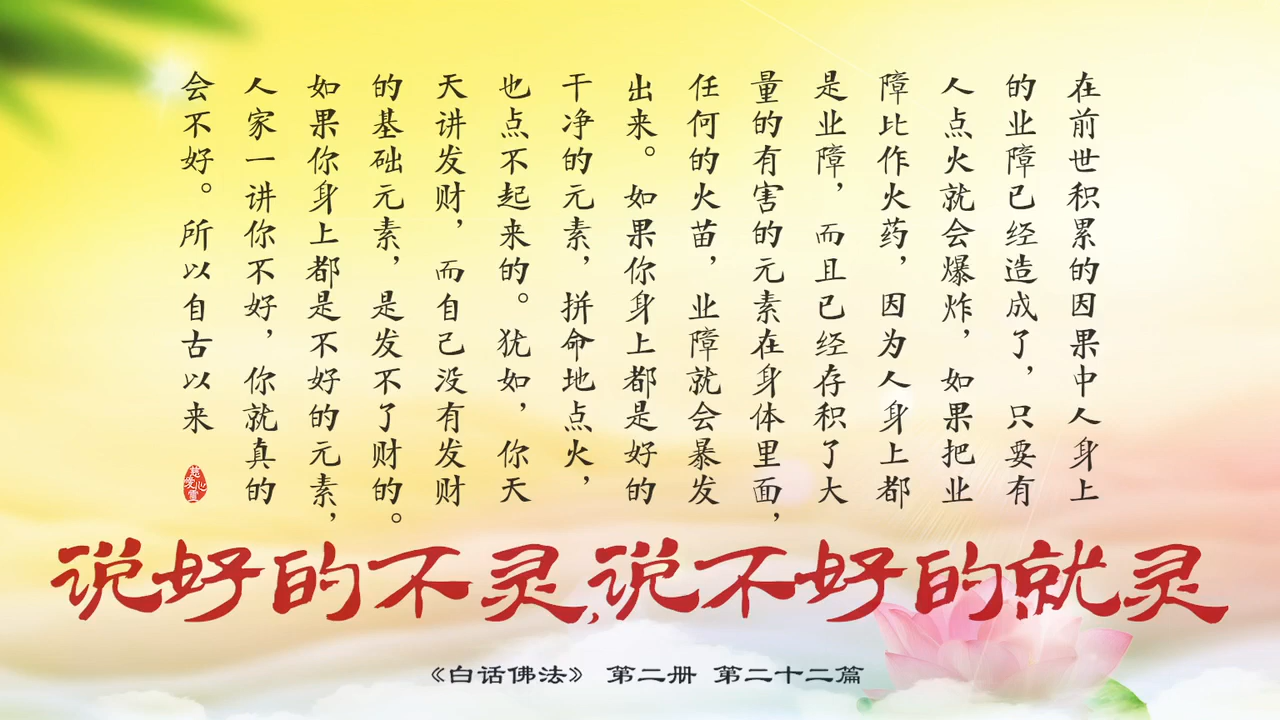 在前世积累的因果中人身上
的业障已经造成了，只要有
人点火就会爆炸，如果把业
障比作火药，因为人身上都
是业障，而且已经存积了大
量的有害的元素在身体里面，
任何的火苗，业障就会暴发
出来。如果你身上都是好的
干净的元素，拼命地点火，
也点不起来的。犹如，你天
天讲发财，而自己没有发财
的基础元素，是发不了财的。
如果你身上都是不好的元素，
人家一讲你不好，你就真的
会不好。所以自古以来
说好的不灵，说不好的就灵
《白话佛法》 第二册 第二十二篇